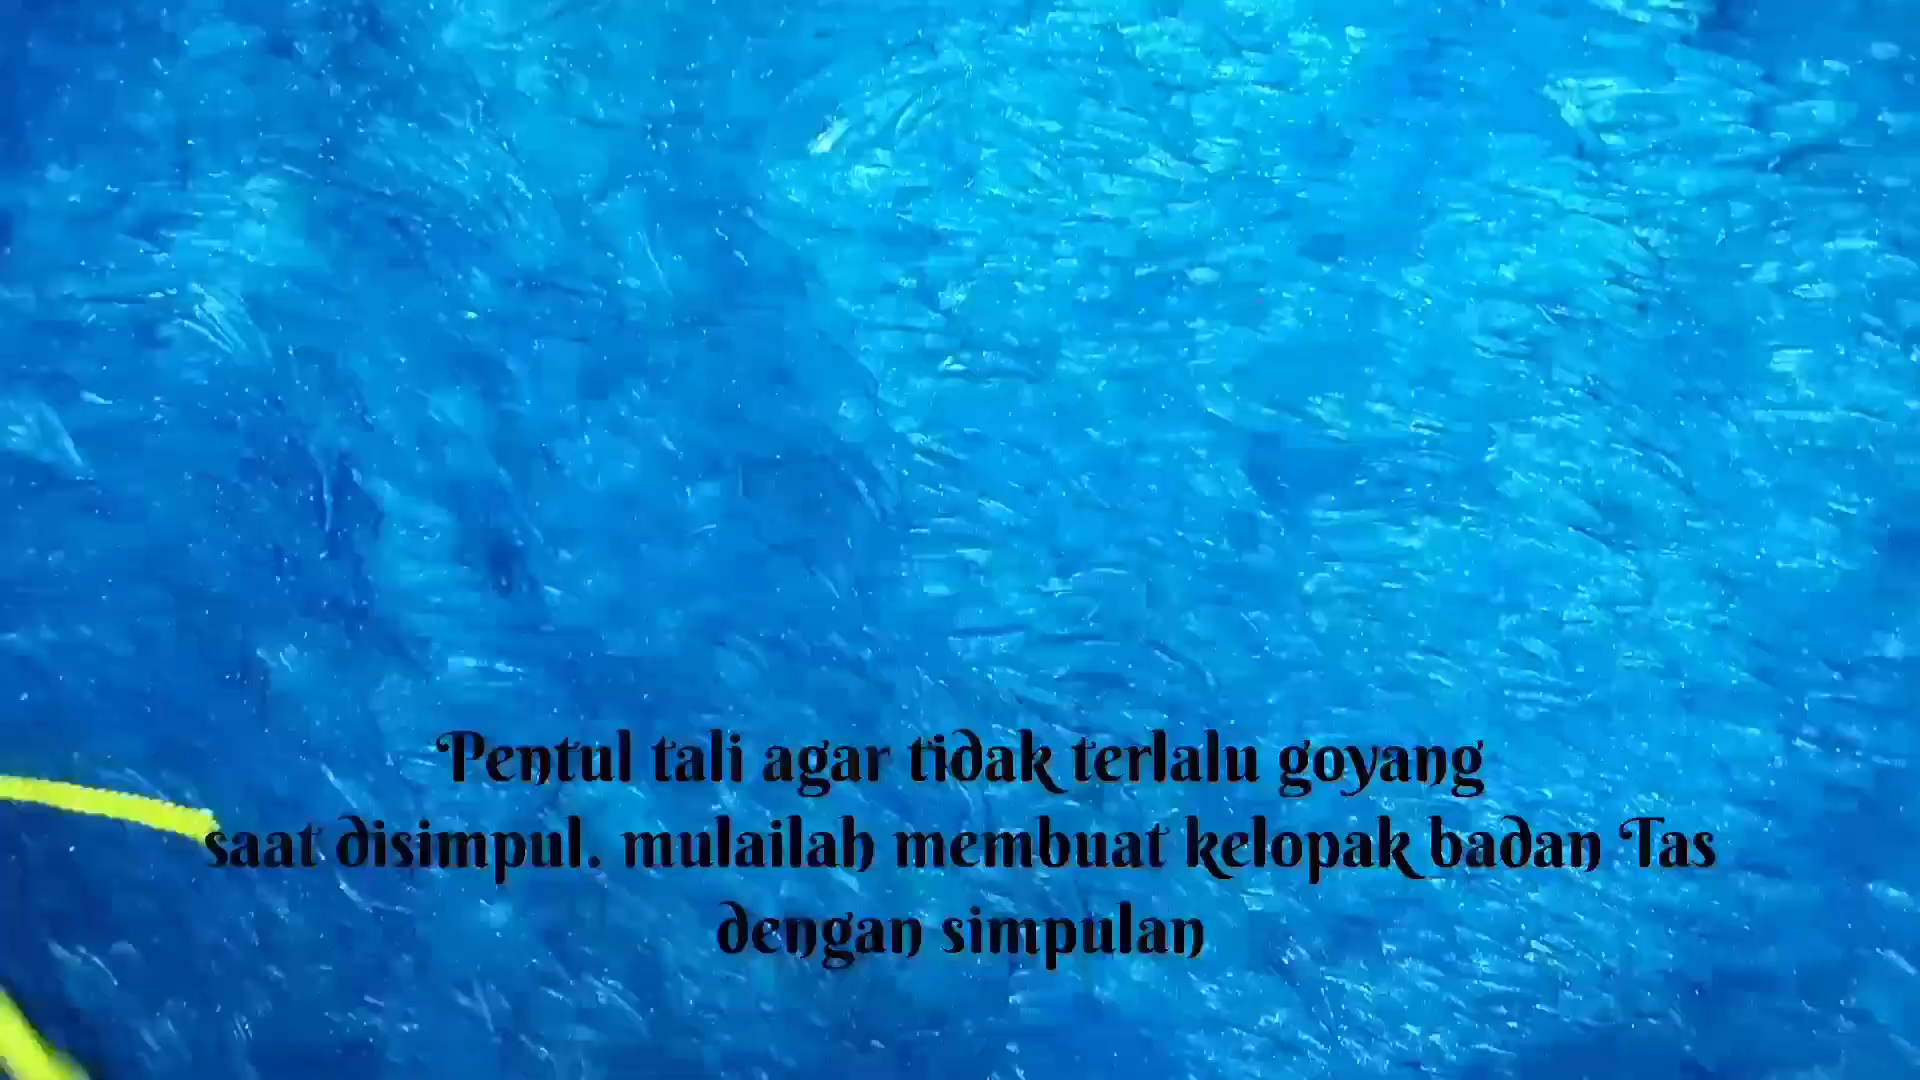 Pentul tali agar tidak terlalu goyang
saat disimpul. mulailah membuat kelopak badan Tas
dengan simpulan